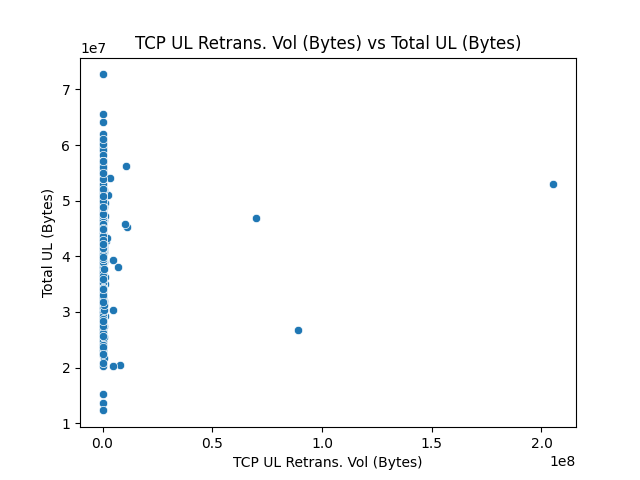 TCP UL Retrans. Vol (Bytes) vs Total UL (Bytes)
1e7
7
6
5
4
3
2
1
Total UL (Bytes)
0.0 0.5 1.0 1.5 2.0
1e8
TCP UL Retrans. Vol (Bytes)